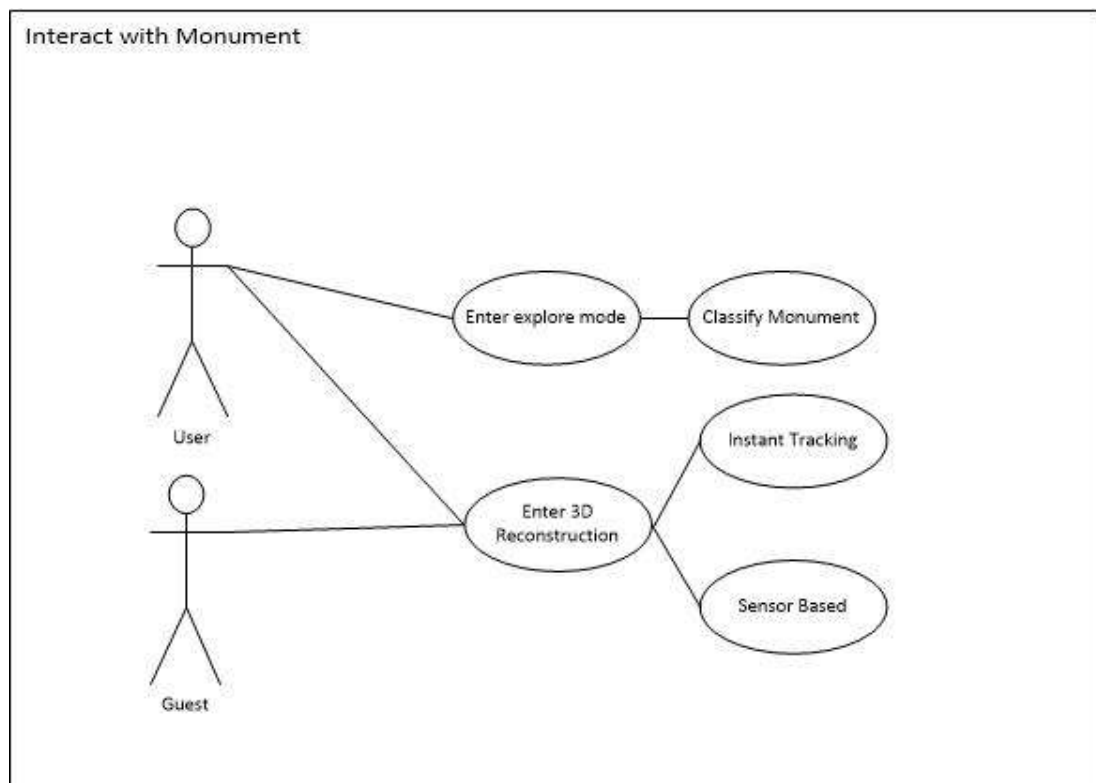 Interact with Monument
Enter explore mode
Classify Monument
User
Instant Tracking
Enter 3D
Reconstruction
Sensor Based
Guest